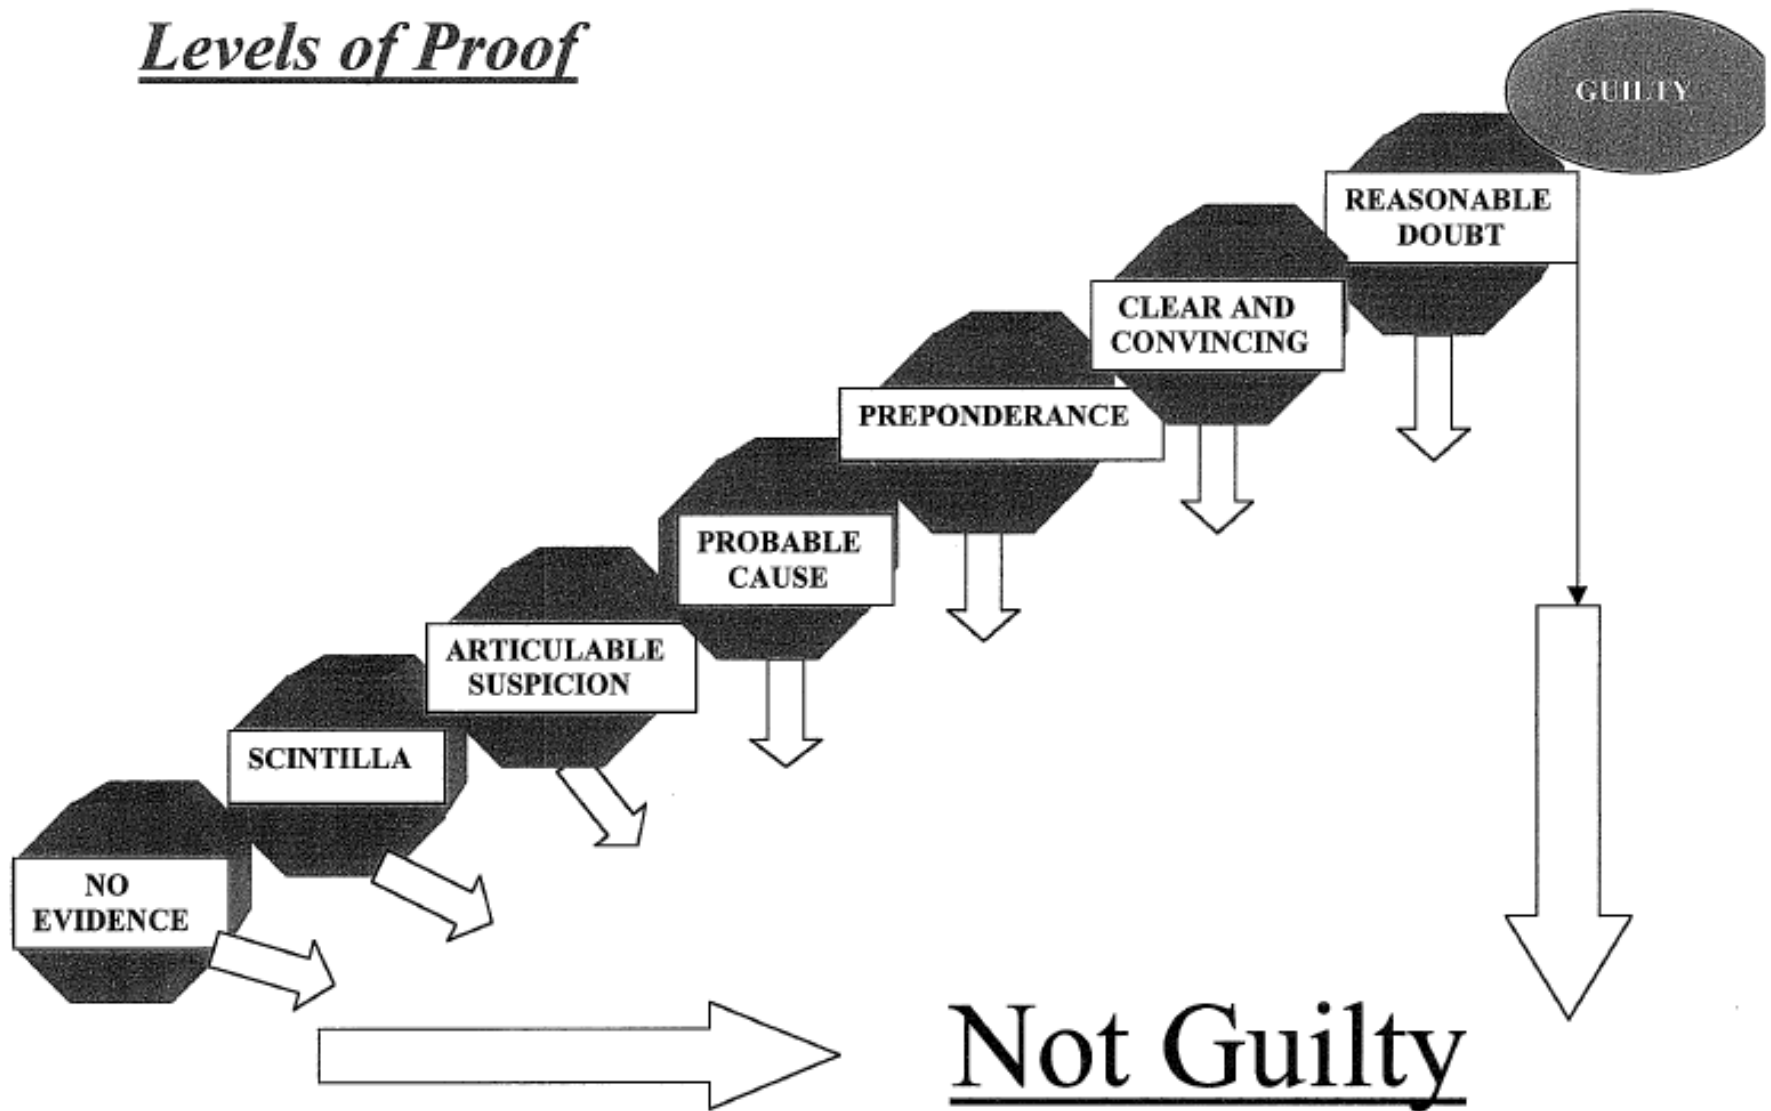 Levels of Proof
GUILTY
REASONABLE
DOUBT
CLEAR AND
CONVINCING
PREPONDERANCE
PROBABLE
CAUSE
ARTICULABLE
SUSPICION
SCINTILLA
NO
EVIDENCE
Not Guilty